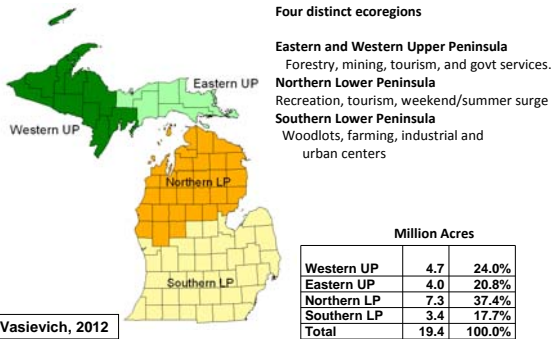 Four distinct ecoregions
Eastern and Western Upper Peninsula
Forestry, mining, tourism, and govt services.
Northern Lower Peninsula
Recreation, tourism, weekend/summer surge
Southern Lower Peninsula
Woodlots, farming, industrial and
urban centers
Eastern UP
Western UP
Northern LP
Southern LP
Million Acres
Western UP 4.7 24.0%
Eastern UP 4.0 20.8%
Northern LP 7.3 37.4%
Southern LP 3.4 17.7%
Total 19.4 100.0%
Vasievich, 2012